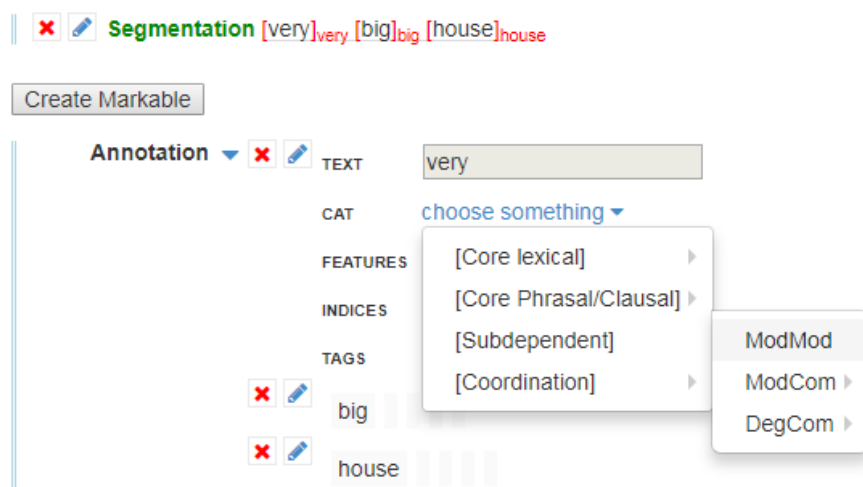 Segmentation [very]very [big]big [house]house
Create Markable
Annotation
TEXT very
CAT choose something
FEATURES
INDICES
TAGS
[Core lexical]
[Core Phrasal/Clausal]
[Subdependent]
[Coordination]
ModMod
ModCom
DegCom
big
house